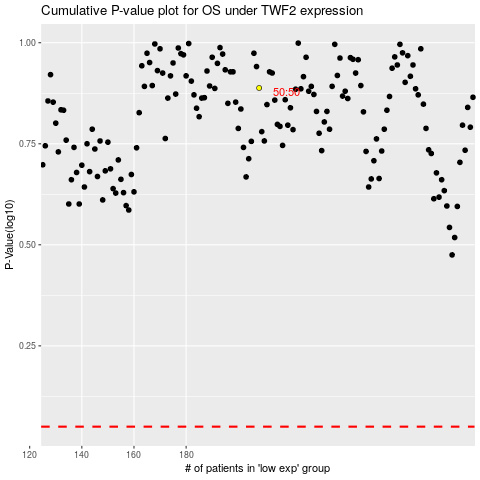 Cumulative P-value plot for OS under TWF2 expression
1.00
0.75
0.50
0.25
P-Value(log10)
50:50
120 140 160 180
# of patients in 'low exp' group